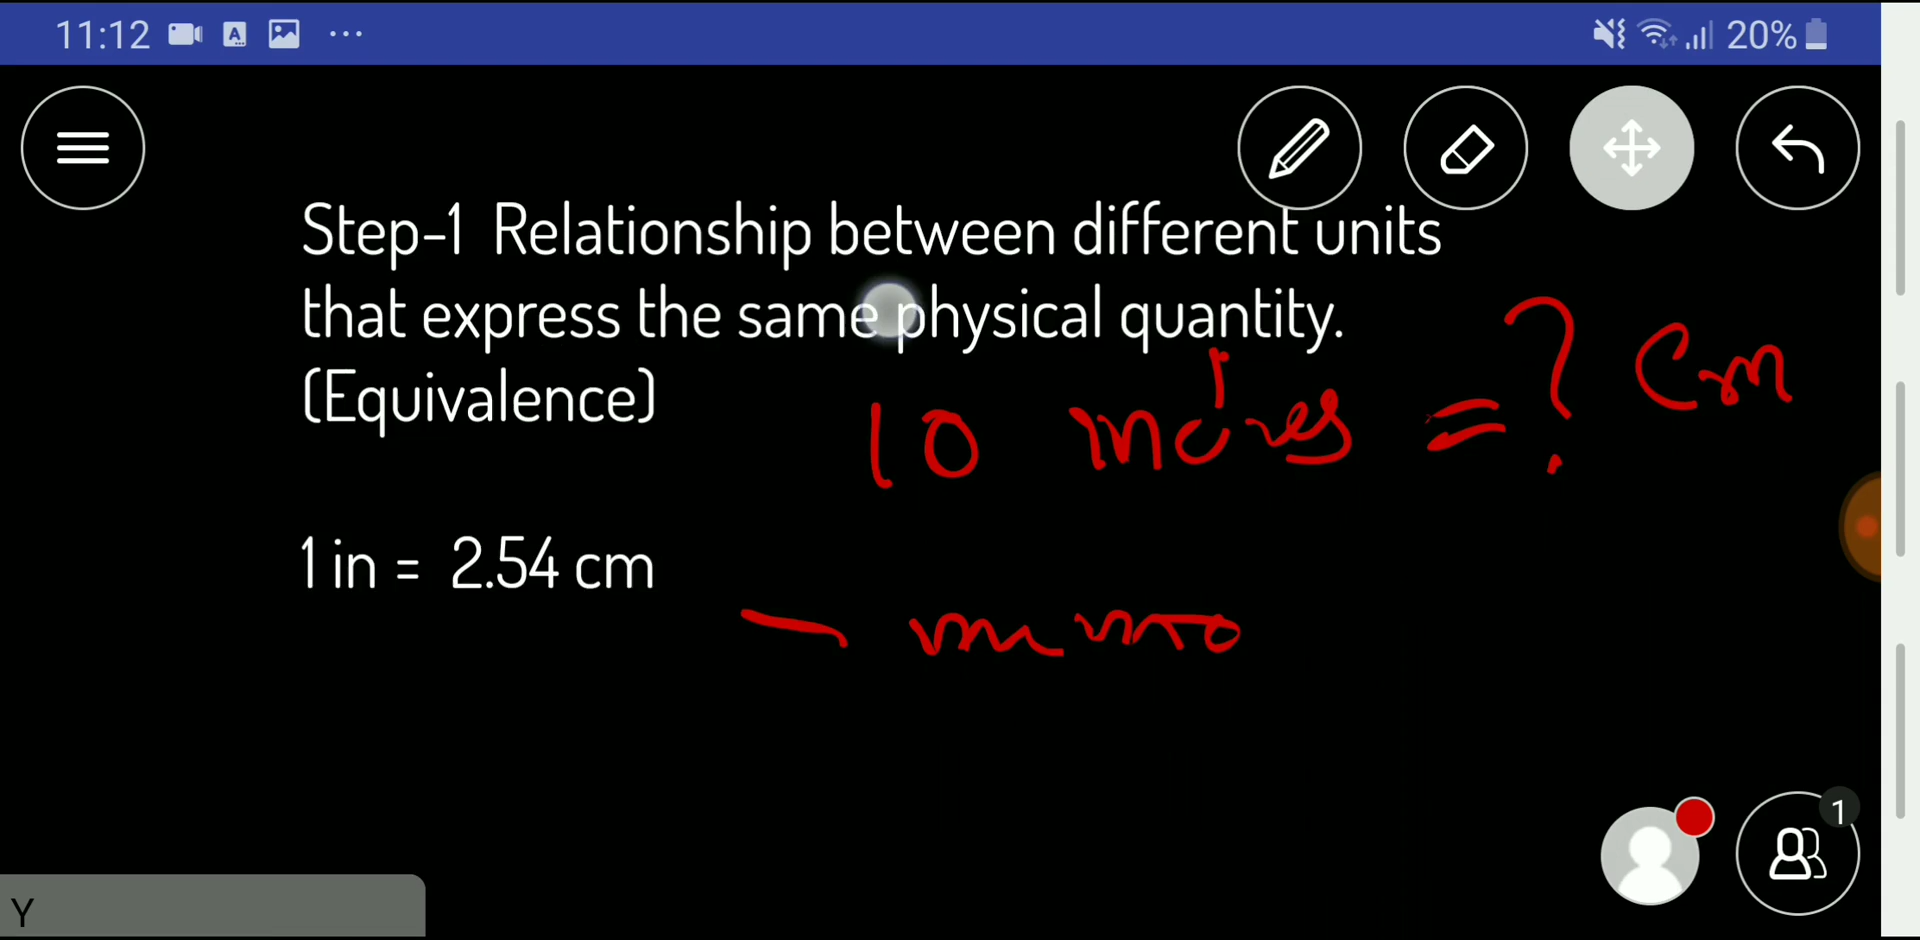 11:12 A ... 20%
Step-1 Relationship between different units
that express the same physical quantity.
(Equivalence)
10 = ? cm
1 in = 2.54 cm
1
Y